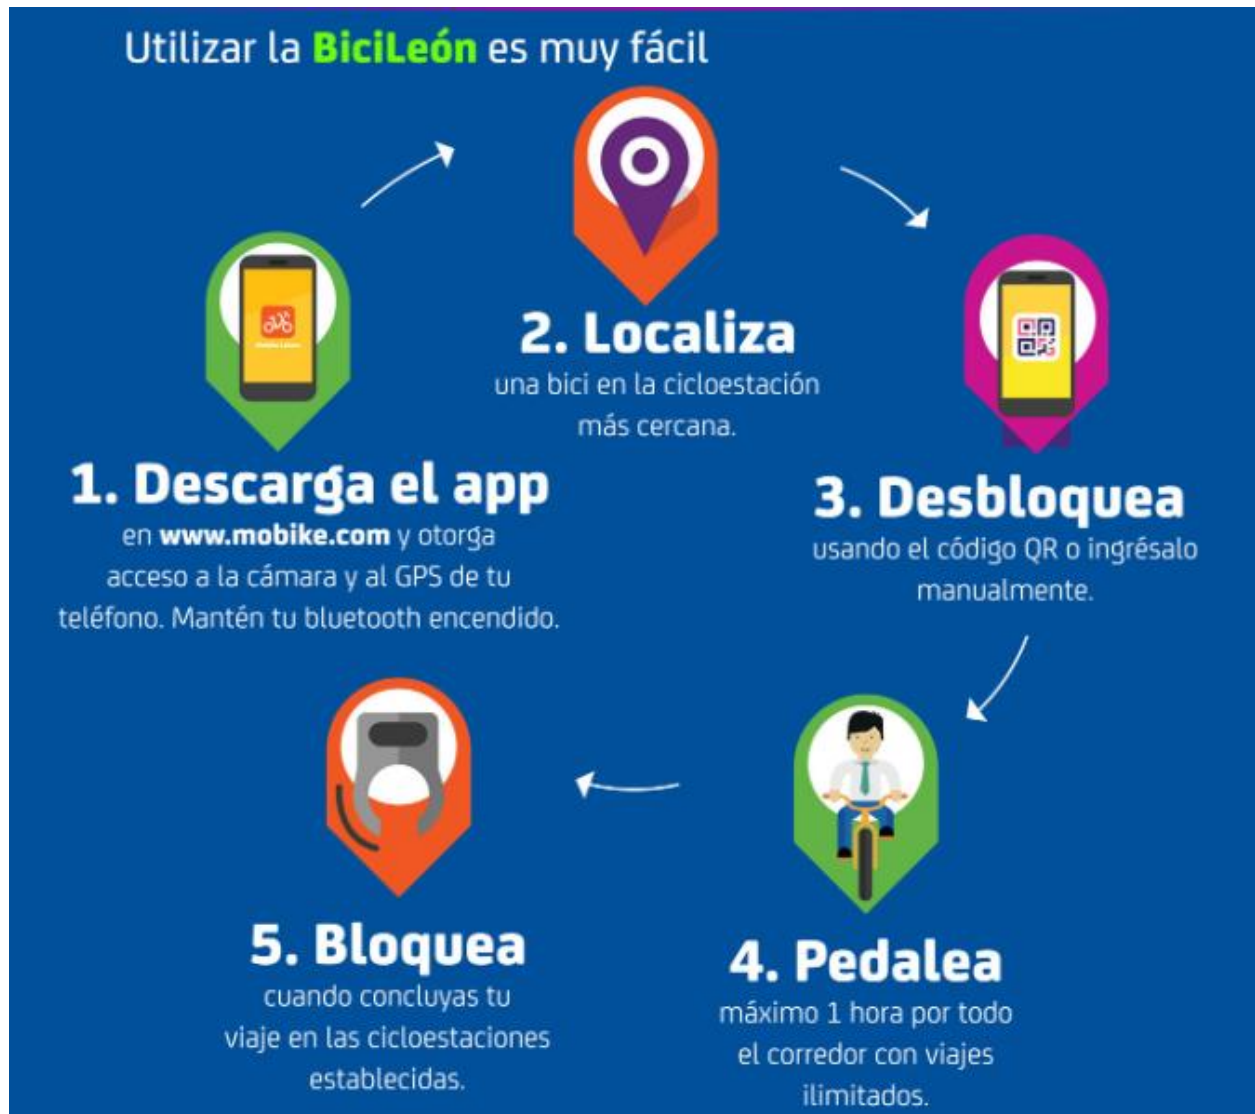 Utilizar la BiciLeón es muy fácil
1. Descarga el app
en www.mobike.com y otorga
acceso a la cámara y al GPS de tu
teléfono. Mantén tu bluetooth encendido.
2. Localiza
una bici en la cicloestación
más cercana.
3. Desbloquea
usando el código QR o ingrésalo
manualmente.
4. Pedalea
máximo 1 hora por todo
el corredor con viajes
ilimitados.
5. Bloquea
cuando concluyas tu
viaje en las cicloestaciones
establecidas.